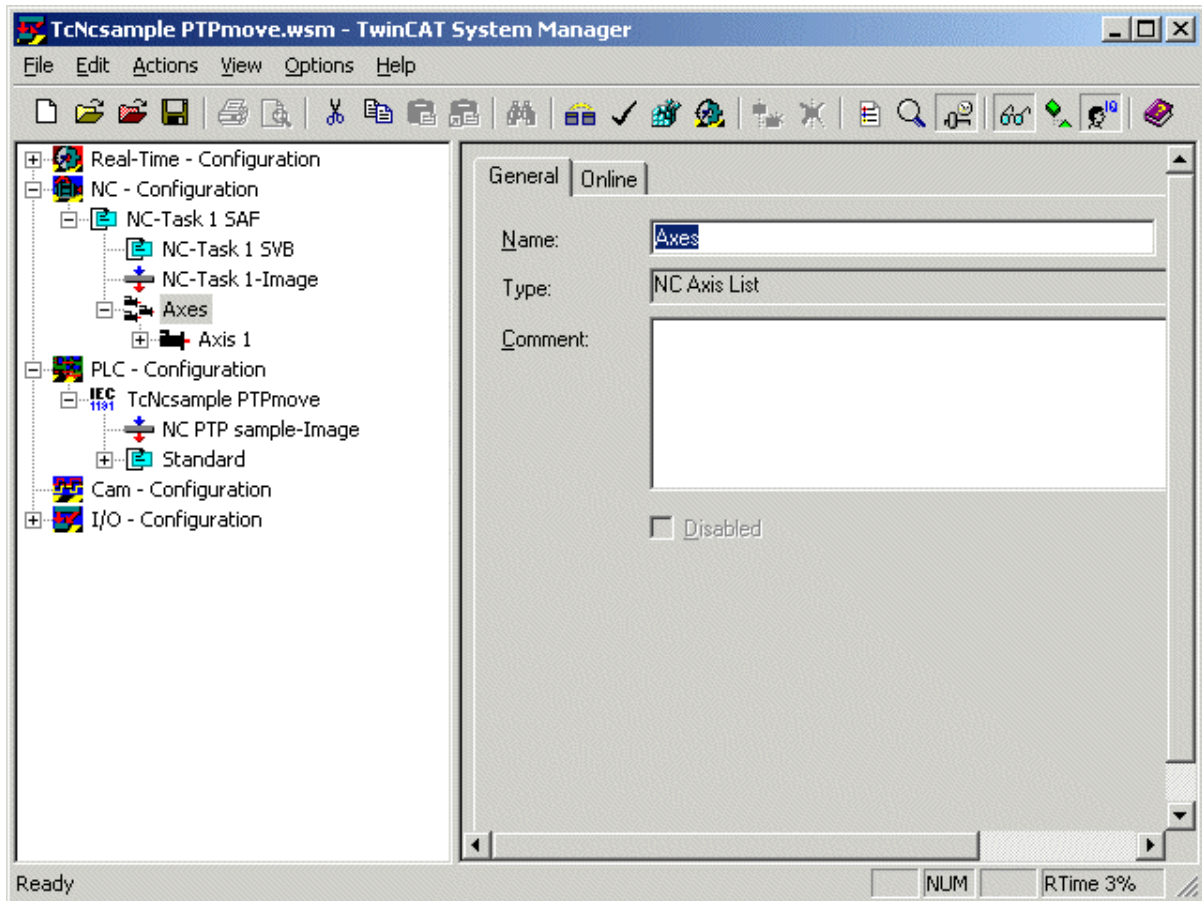 TcNcsample PTPmove.wsm - TwinCAT System Manager
File Edit Actions View Options Help
Real-Time - Configuration
NC - Configuration
NC-Task 1 SAF
NC-Task 1 SVB
NC-Task 1-Image
Axes
Axis 1
PLC - Configuration
IEC 1131 TcNcsample PTPmove
NC PTP sample-Image
Standard
Cam - Configuration
I/O - Configuration
General Online
Name: Axes
Type: NC Axis List
Comment:
Disabled
Ready NUM RTime 3%